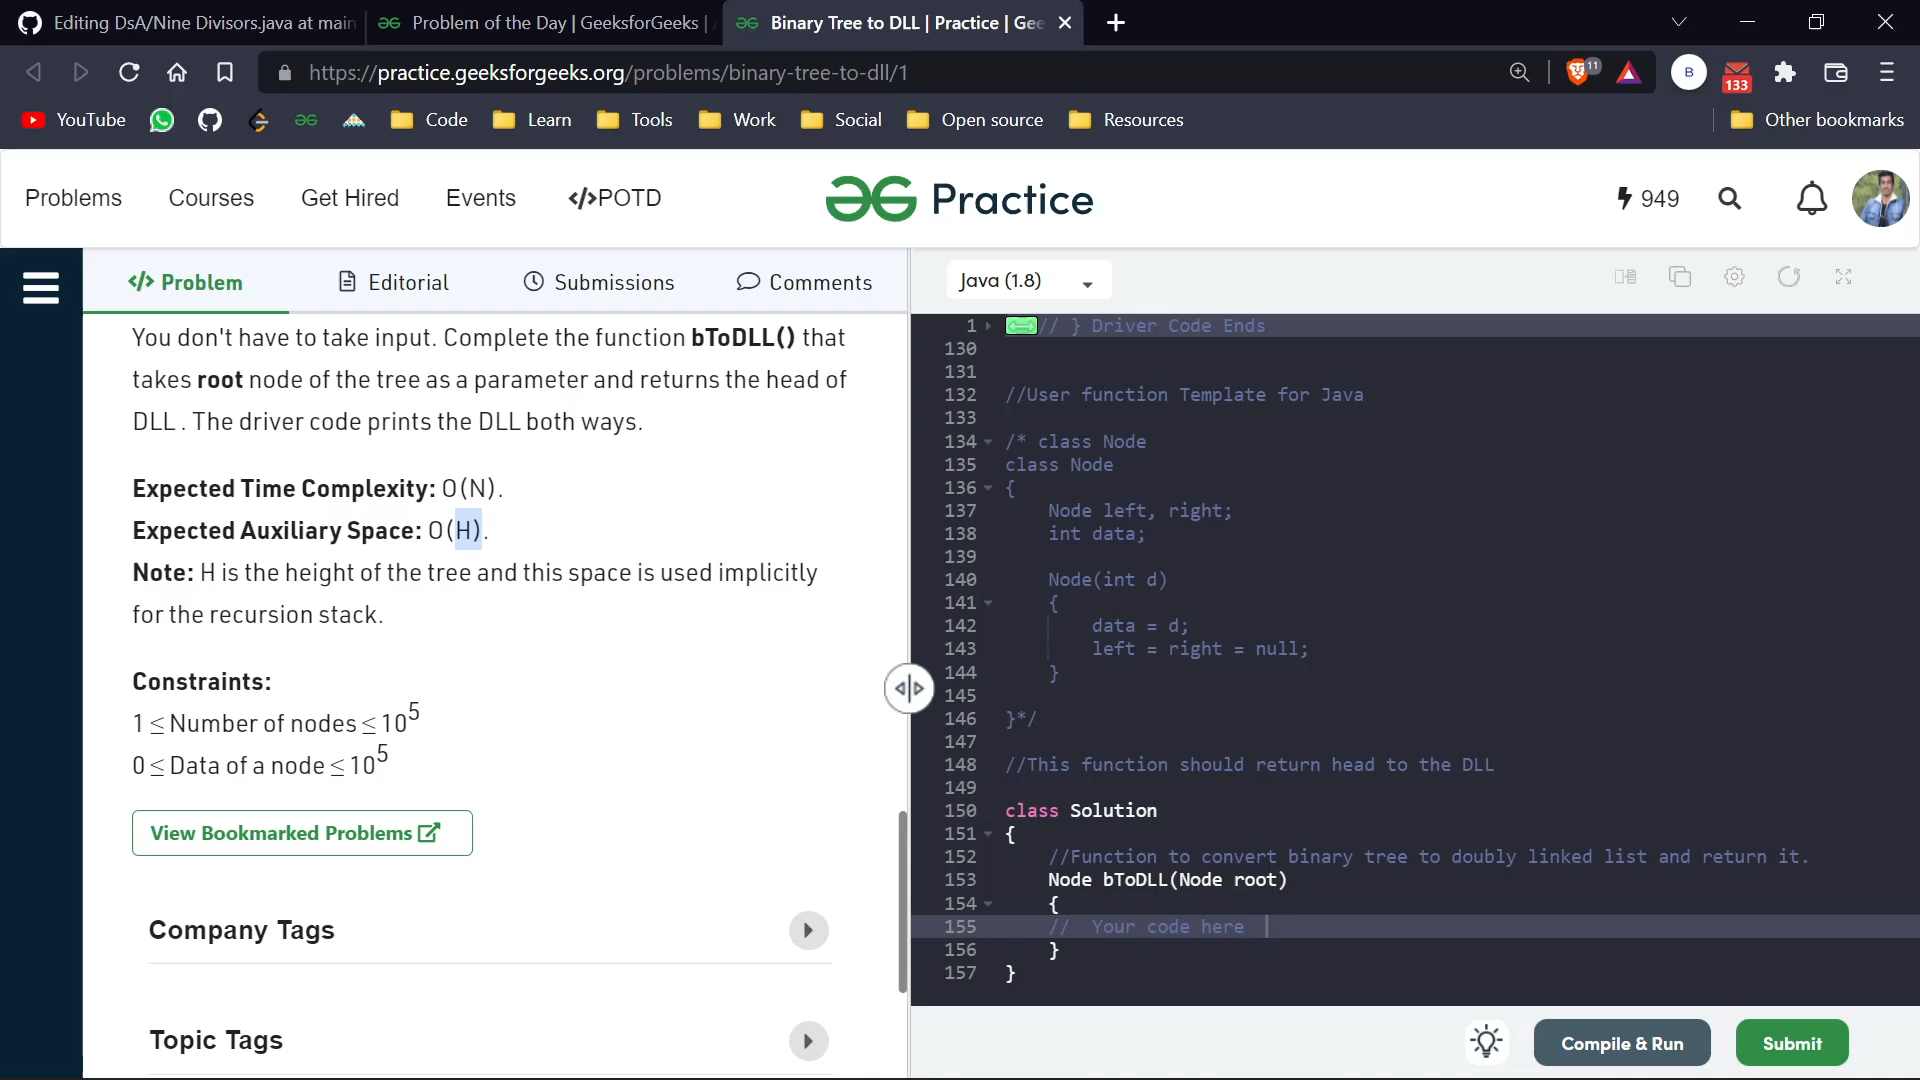 Editing DsA/Nine Divisors.java at main
Problem of the Day | GeeksforGeeks |
Binary Tree to DLL | Practice | Gee
https://practice.geeksforgeeks.org/problems/binary-tree-to-dll/1
11
B
133
YouTube
Code
Learn
Tools
Work
Social
Open source
Resources
Other bookmarks
Problems
Courses
Get Hired
Events
</>POTD
Practice
949
</> Problem
Editorial
Submissions
Comments
You don't have to take input. Complete the function bToDLL() that
takes root node of the tree as a parameter and returns the head of
DLL . The driver code prints the DLL both ways.
Expected Time Complexity: O(N).
Expected Auxiliary Space: O(H).
Note: H is the height of the tree and this space is used implicitly
for the recursion stack.
Constraints:
1 ≤ Number of nodes ≤ 10^5
0 ≤ Data of a node ≤ 10^5
View Bookmarked Problems
Company Tags
Topic Tags
Java (1.8)
1 // } Driver Code Ends
130
131
132 //User function Template for Java
133
134 /* class Node
135 class Node
136 {
137 Node left, right;
138 int data;
139
140 Node(int d)
141 {
142 data = d;
143 left = right = null;
144 }
145
146 }*/
147
148 //This function should return head to the DLL
149
150 class Solution
151 {
152 //Function to convert binary tree to doubly linked list and return it.
153 Node bToDLL(Node root)
154 {
155 //  Your code here
156 }
157 }
Compile & Run
Submit